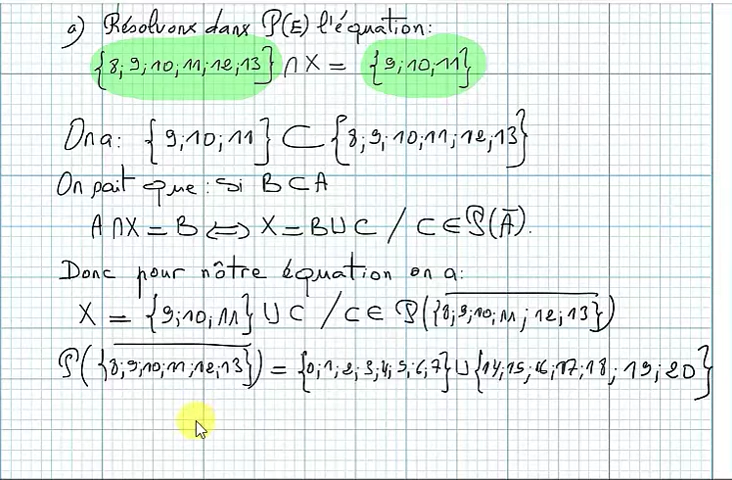 a) Résolvons dans P(E) l'équation:
{8; 9; 10; 11; 12; 13} ∩ X = {9; 10; 11}
On a: {9; 10; 11} ⊂ {8; 9; 10; 11; 12; 13}
On pait que: Si B⊂A
A∩X = B ⟺ X = B∪C / C∈P(Ā).
Donc pour nôtre équation on a:
X = {9; 10; 11} ∪ C / C∈ P({8; 9; 10; 11; 12; 13}̅)
P({8; 9; 10; 11; 12; 13}̅) = {0; 1; 2; 3; 4; 5; 6; 7} ∪ {14; 15; 16; 17; 18; 19; 20}